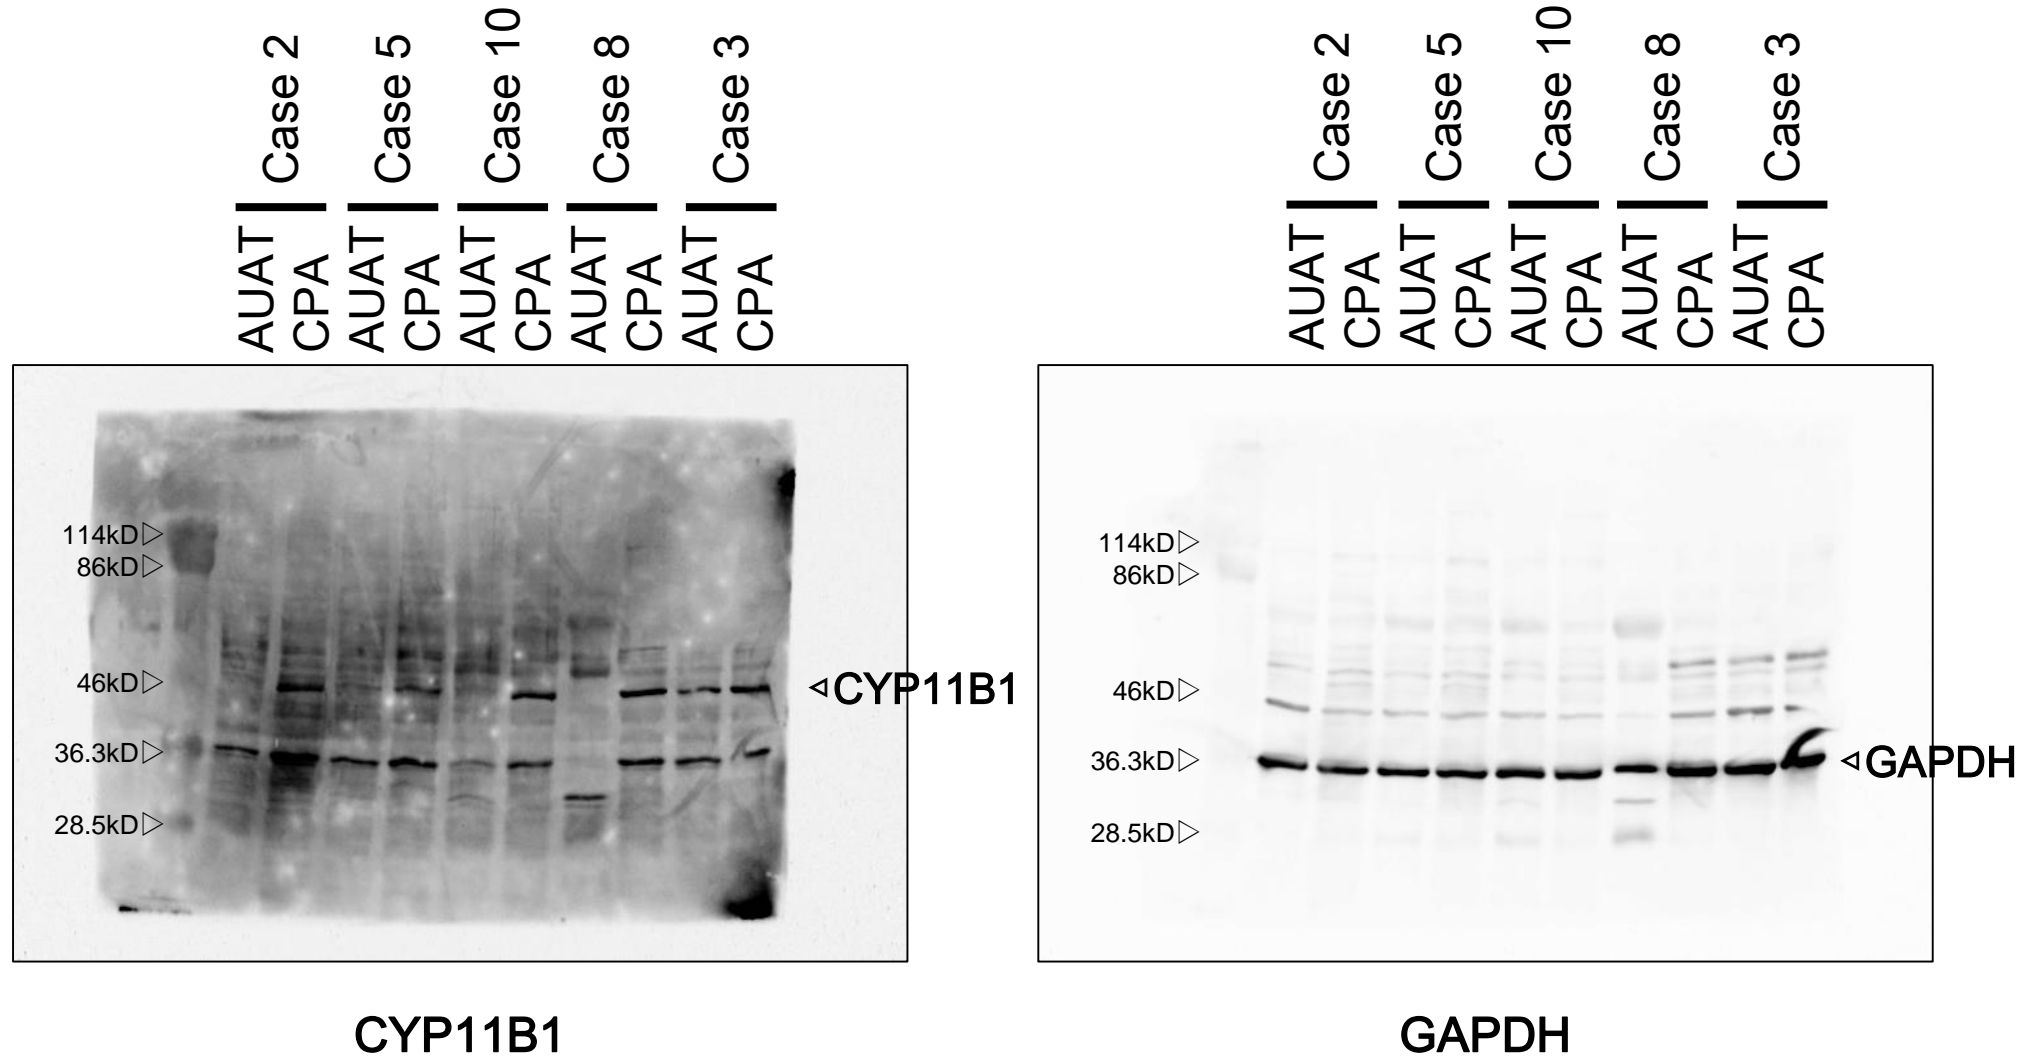 Case 2
Case 5
Case 10
Case 8
Case 3
AUAT
CPA
AUAT
CPA
AUAT
CPA
AUAT
CPA
AUAT
CPA
114kD
86kD
46kD
36.3kD
28.5kD
CYP11B1
CYP11B1
Case 2
Case 5
Case 10
Case 8
Case 3
AUAT
CPA
AUAT
CPA
AUAT
CPA
AUAT
CPA
AUAT
CPA
114kD
86kD
46kD
36.3kD
28.5kD
GAPDH
GAPDH